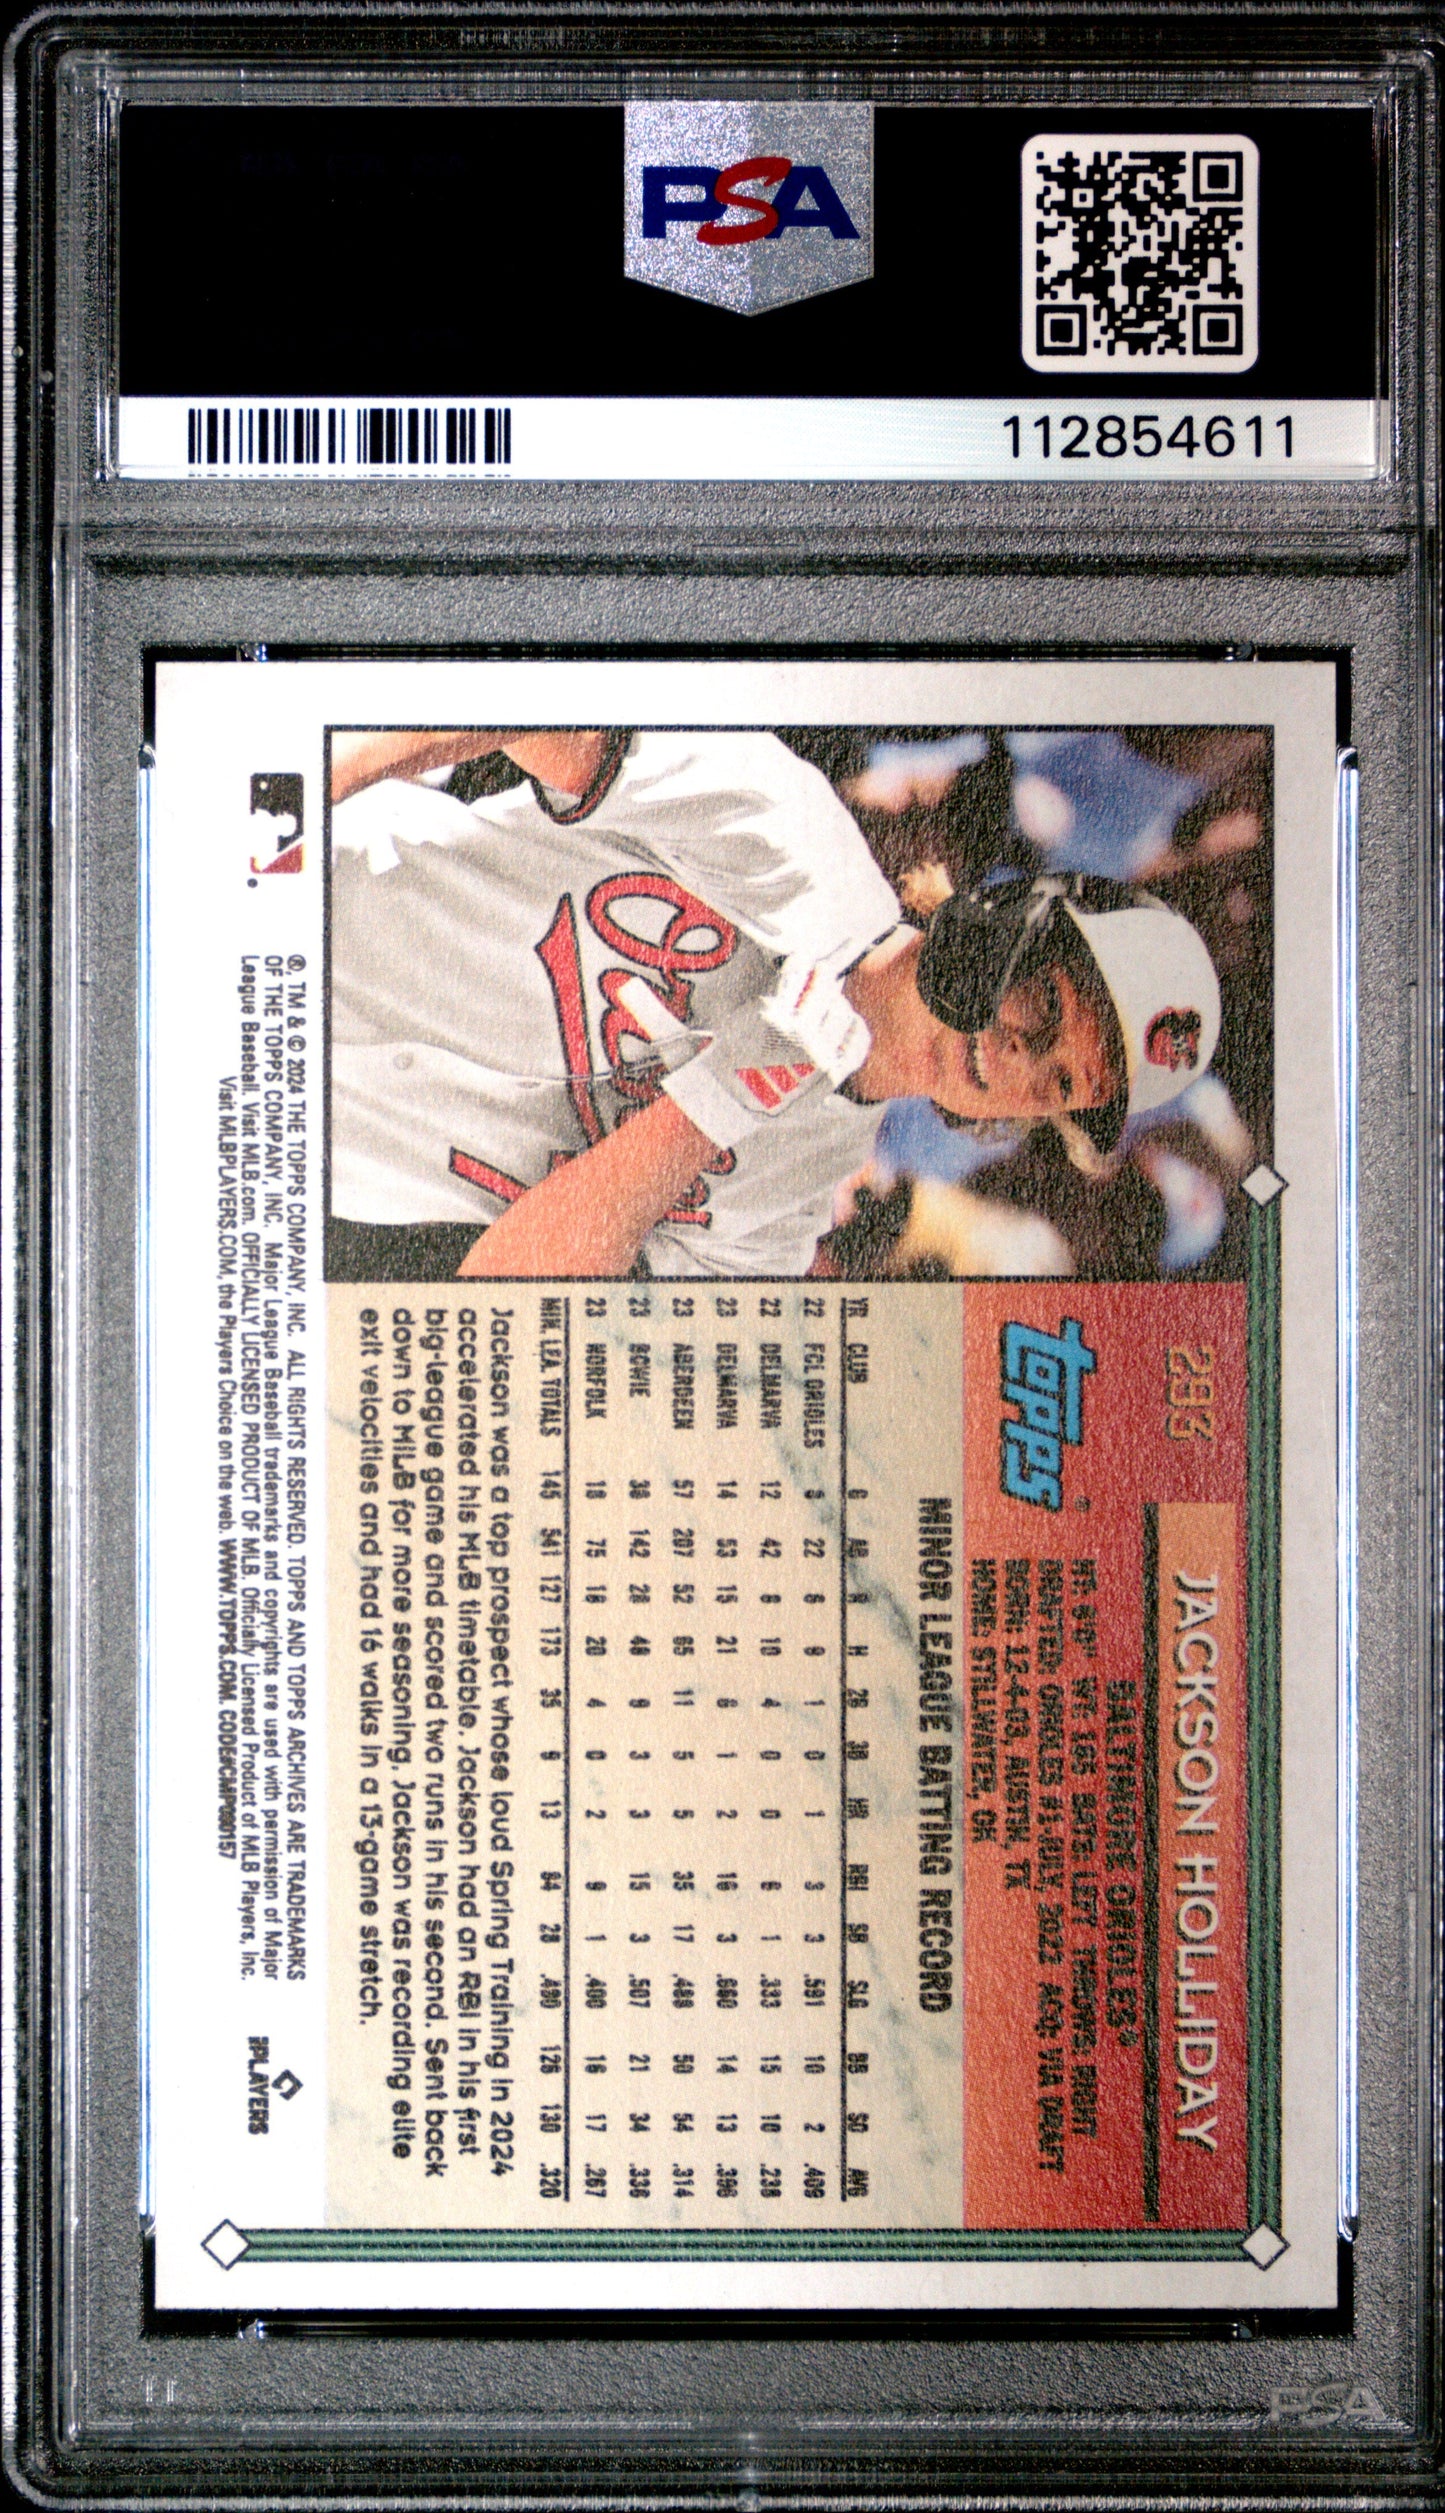 PSA
112854611
JACKSON HOLLIDAY
BALTIMORE ORIOLES®
HT: 6'0" WT: 185 BATS: LEFT THROWS: RIGHT
DRAFTED: ORIOLES #1-JULY, 2022 ACQ: VIA DRAFT
BORN: 12-4-03, AUSTIN, TX
HOME: STILLWATER, OK
Topps®
MINOR LEAGUE BATTING RECORD
YR CLUB G AB R H 2B 3B HR RBI SB SLG BB SO AVG
22 FCL ORIOLES 8 22 6 9 1 0 1 3 3 .591 10 2 .409
22 DELMARVA 12 42 8 10 4 0 0 6 1 .333 15 10 .238
23 DELMARVA 14 53 15 21 6 1 2 16 3 .660 14 13 .396
23 ABERDEEN 57 207 52 65 11 5 5 35 17 .488 50 54 .314
23 BOWIE 36 142 28 48 9 3 3 15 3 .507 21 34 .338
23 NORFOLK 18 75 18 20 4 0 2 9 1 .400 16 17 .267
MIN. LEA. TOTALS 145 541 127 173 35 9 13 84 28 .490 126 130 .320
Jackson was a top prospect whose loud Spring Training in 2024
accelerated his MLB timetable. Jackson had an RBI in his first
big-league game and scored two runs in his second. Sent back
down to MiLB for more seasoning, Jackson was recording elite
exit velocities and had 16 walks in a 13-game stretch.
®, TM & © 2024 THE TOPPS COMPANY, INC. ALL RIGHTS RESERVED. TOPPS AND TOPPS ARCHIVES ARE TRADEMARKS
OF THE TOPPS COMPANY, INC. Major League Baseball trademarks and copyrights are used with permission of Major
League Baseball. Visit MLB.com. OFFICIALLY LICENSED PRODUCT OF MLB. Officially Licensed Product of MLB Players, Inc.
Visit MLBPLAYERS.COM, the Players Choice on the web. WWW.TOPPS.COM. CODE#CMP090157
PLAYERS
PSA